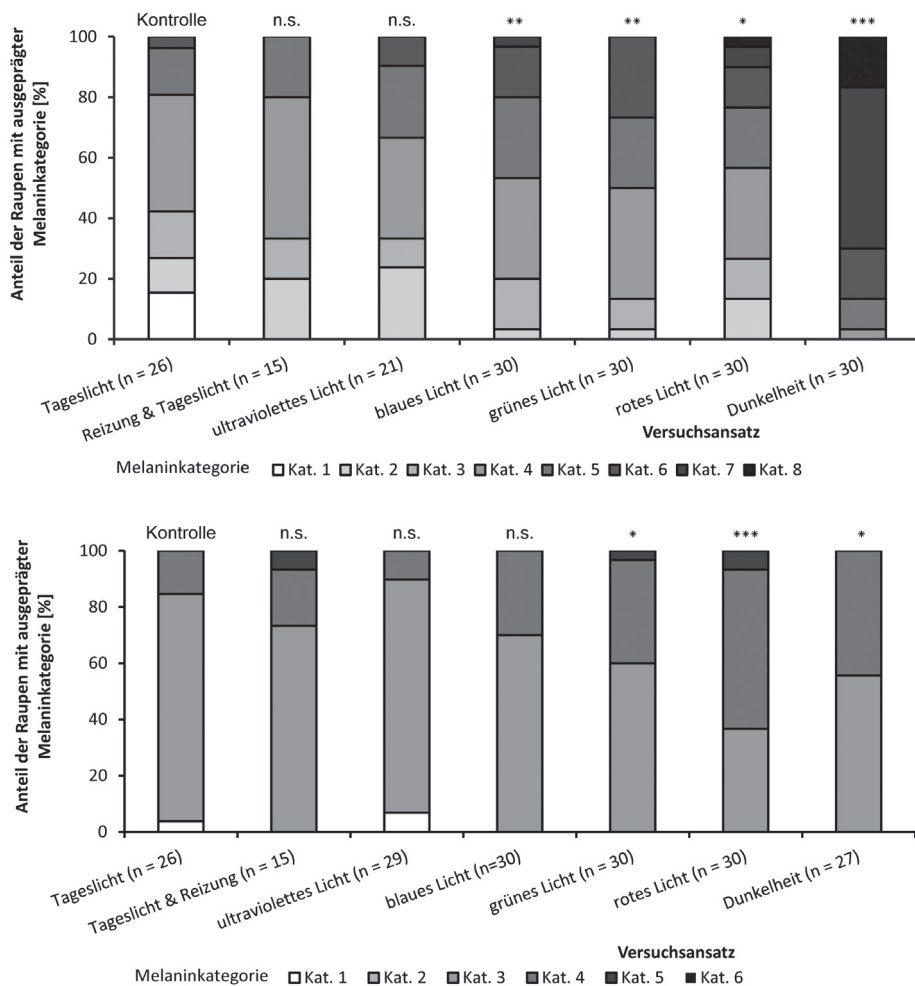 Kontrolle n.s. n.s. ** ** * ***
Anteil der Raupen mit ausgeprägter
Melaninkategorie [%]
100
80
60
40
20
0
Tageslicht (n = 26)
Reizung & Tageslicht (n = 15)
ultraviolettes Licht (n = 21)
blaues Licht (n = 30)
grünes Licht (n = 30)
rotes Licht (n = 30)
Dunkelheit (n = 30)
Versuchsansatz
Melaninkategorie Kat. 1 Kat. 2 Kat. 3 Kat. 4 Kat. 5 Kat. 6 Kat. 7 Kat. 8
Kontrolle n.s. n.s. n.s. * *** *
Anteil der Raupen mit ausgeprägter
Melaninkategorie [%]
100
80
60
40
20
0
Tageslicht (n = 26)
Tageslicht & Reizung (n = 15)
ultraviolettes Licht (n = 29)
blaues Licht (n=30)
grünes Licht (n = 30)
rotes Licht (n = 30)
Dunkelheit (n = 27)
Versuchsansatz
Melaninkategorie Kat. 1 Kat. 2 Kat. 3 Kat. 4 Kat. 5 Kat. 6